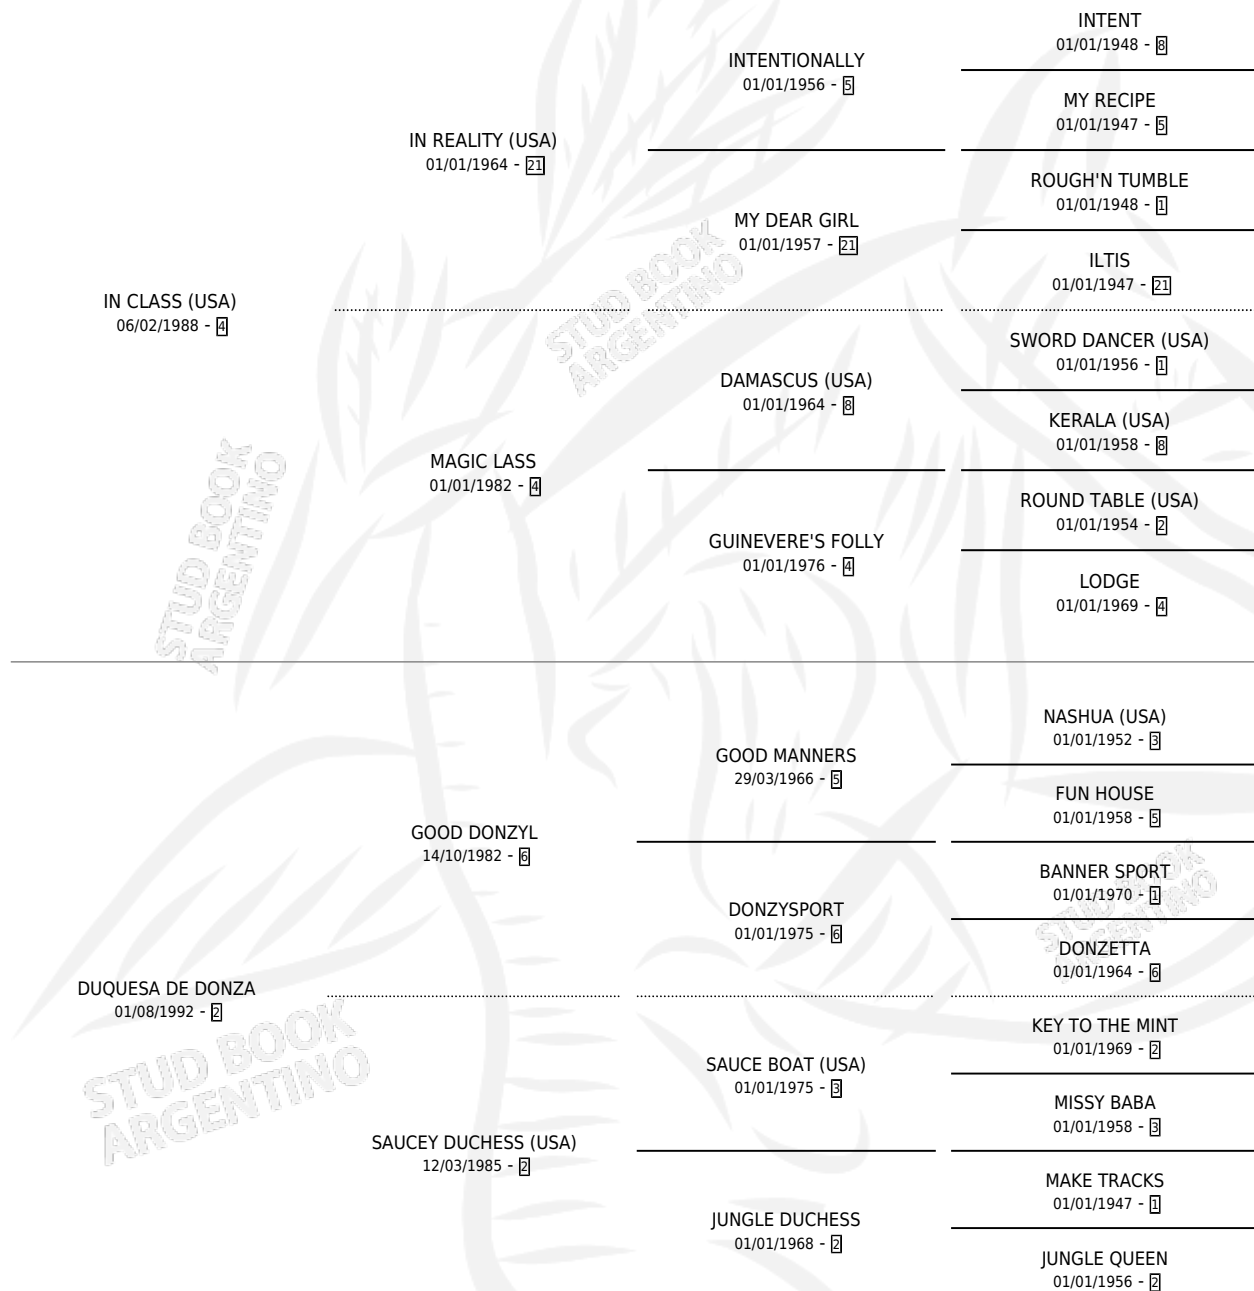 INTENT
01/01/1948 - 8
INTENTIONALLY
01/01/1956 - 5
MY RECIPE
01/01/1947 - 5
IN REALITY (USA)
01/01/1964 - 21
ROUGH'N TUMBLE
01/01/1948 - 1
MY DEAR GIRL
01/01/1957 - 21
ILTIS
01/01/1947 - 21
IN CLASS (USA)
06/02/1988 - 4
SWORD DANCER (USA)
01/01/1956 - 1
DAMASCUS (USA)
01/01/1964 - 8
KERALA (USA)
01/01/1958 - 8
MAGIC LASS
01/01/1982 - 4
ROUND TABLE (USA)
01/01/1954 - 2
GUINEVERE'S FOLLY
01/01/1976 - 4
LODGE
01/01/1969 - 4
NASHUA (USA)
01/01/1952 - 3
GOOD MANNERS
29/03/1966 - 5
FUN HOUSE
01/01/1958 - 5
GOOD DONZYL
14/10/1982 - 6
BANNER SPORT
01/01/1970 - 1
DONZYSPORT
01/01/1975 - 6
DONZETTA
01/01/1964 - 6
DUQUESA DE DONZA
01/08/1992 - 2
KEY TO THE MINT
01/01/1969 - 2
SAUCE BOAT (USA)
01/01/1975 - 3
MISSY BABA
01/01/1958 - 3
SAUCEY DUCHESS (USA)
12/03/1985 - 2
MAKE TRACKS
01/01/1947 - 1
JUNGLE DUCHESS
01/01/1968 - 2
JUNGLE QUEEN
01/01/1956 - 2
STUD BOOK
ARGENTINO
STUD BOOK
ARGENTINO
STUD BOOK
ARGENTINO
STUD BOOK
ARGENTINO